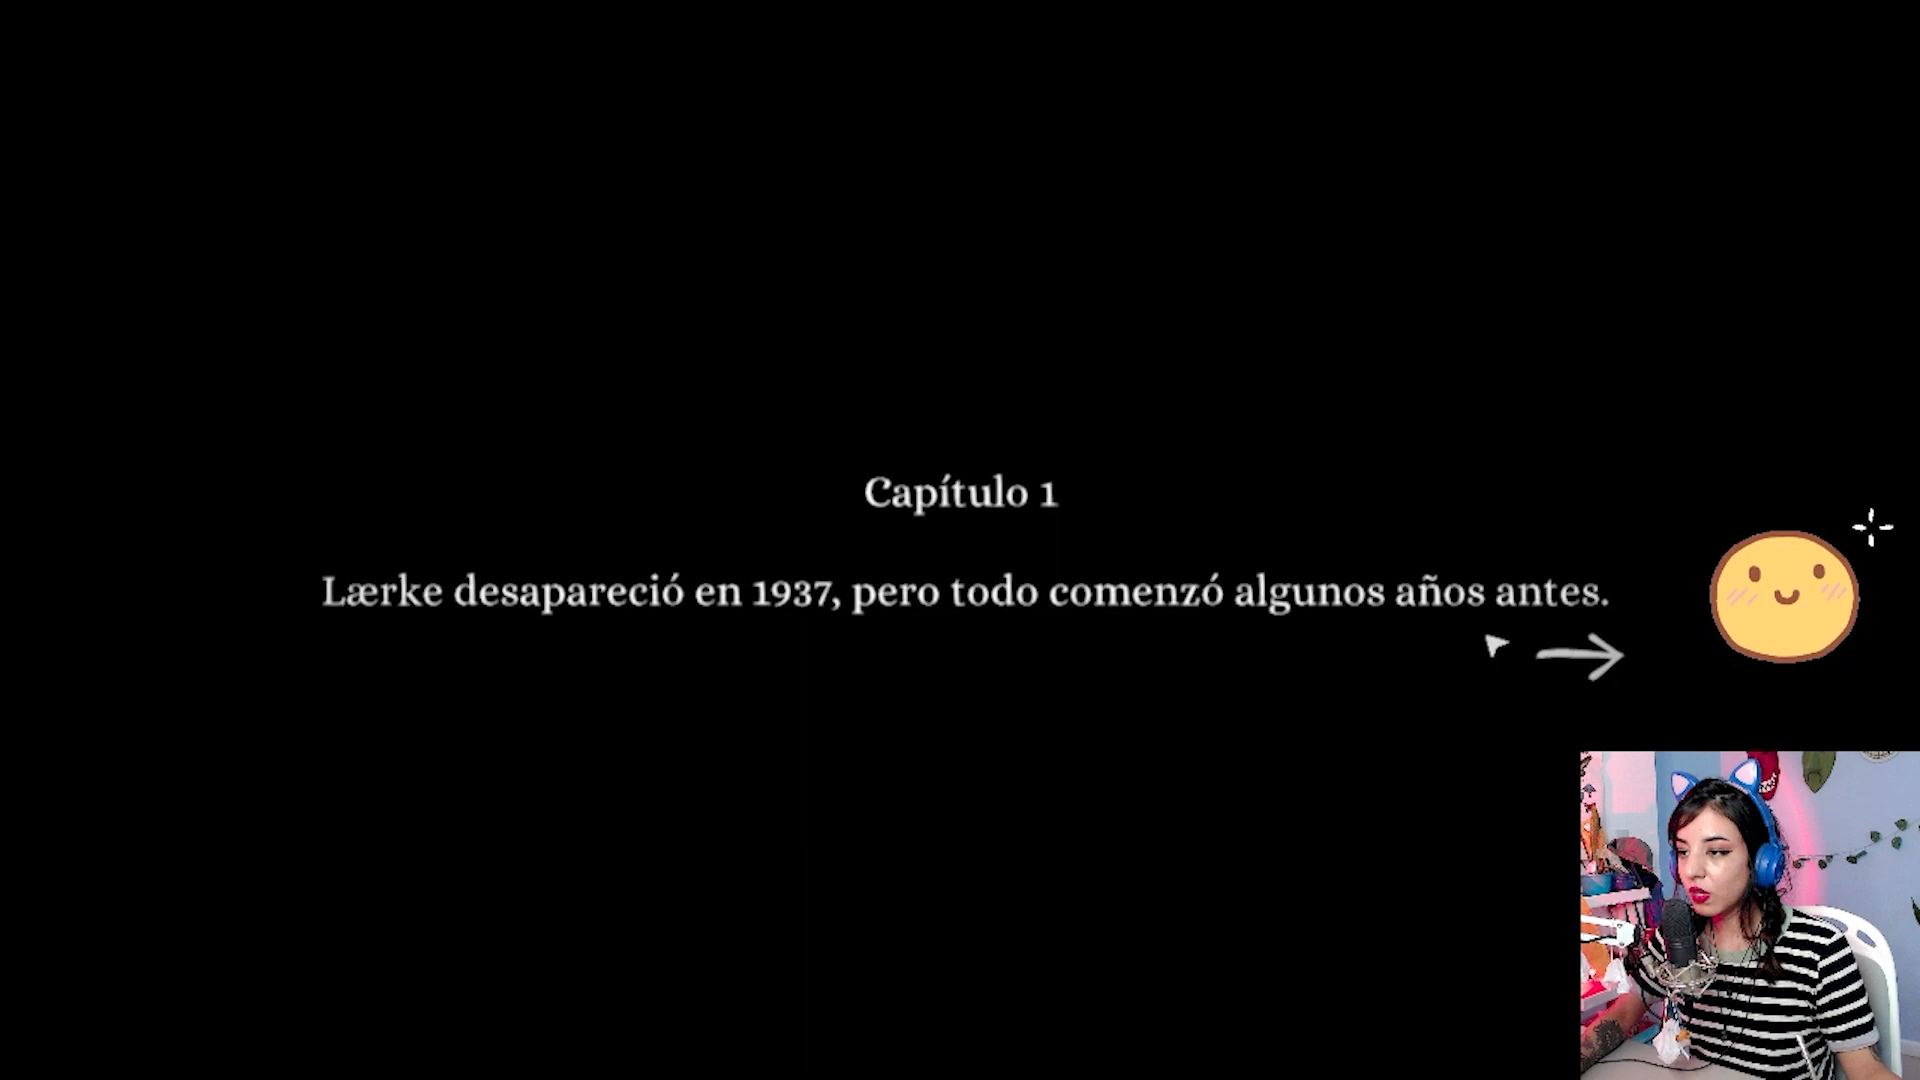 Capítulo 1
Lærke desapareció en 1937, pero todo comenzó algunos años antes.